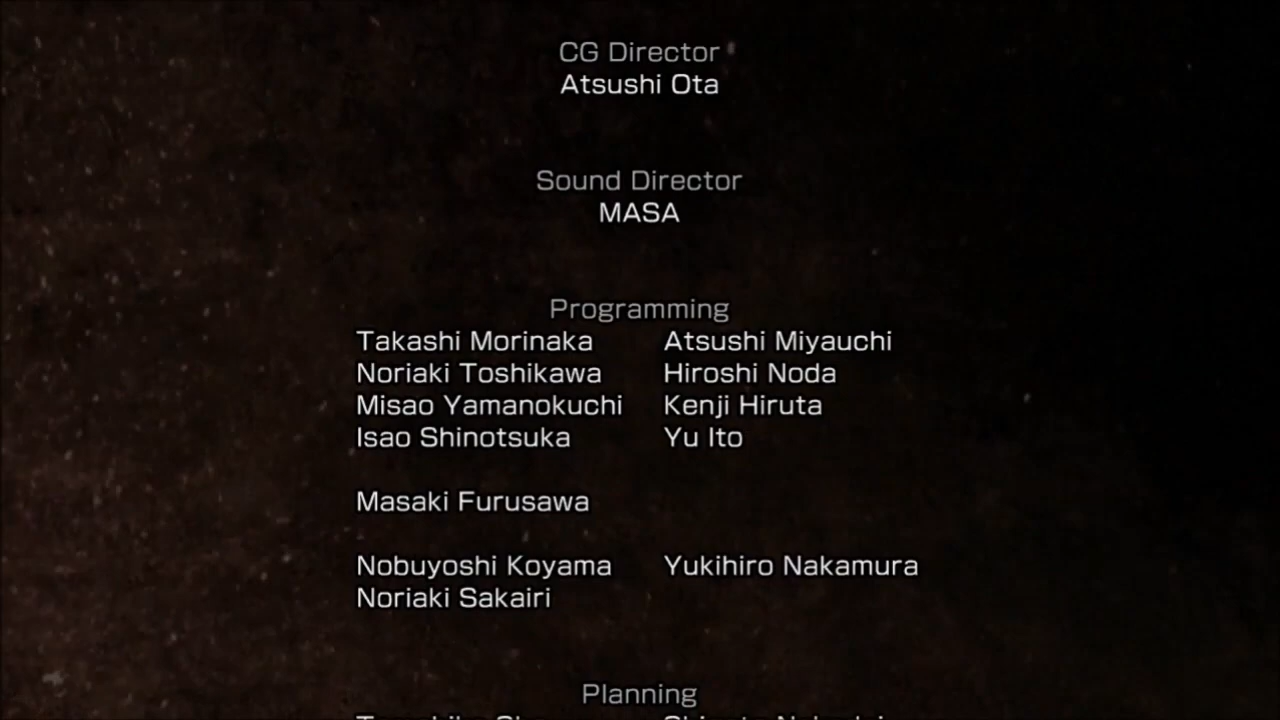 CG Director
Atsushi Ota
Sound Director
MASA
Programming
Takashi Morinaka Atsushi Miyauchi
Noriaki Toshikawa Hiroshi Noda
Misao Yamanokuchi Kenji Hiruta
Isao Shinotsuka Yu Ito
Masaki Furusawa
Nobuyoshi Koyama Yukihiro Nakamura
Noriaki Sakairi
Planning